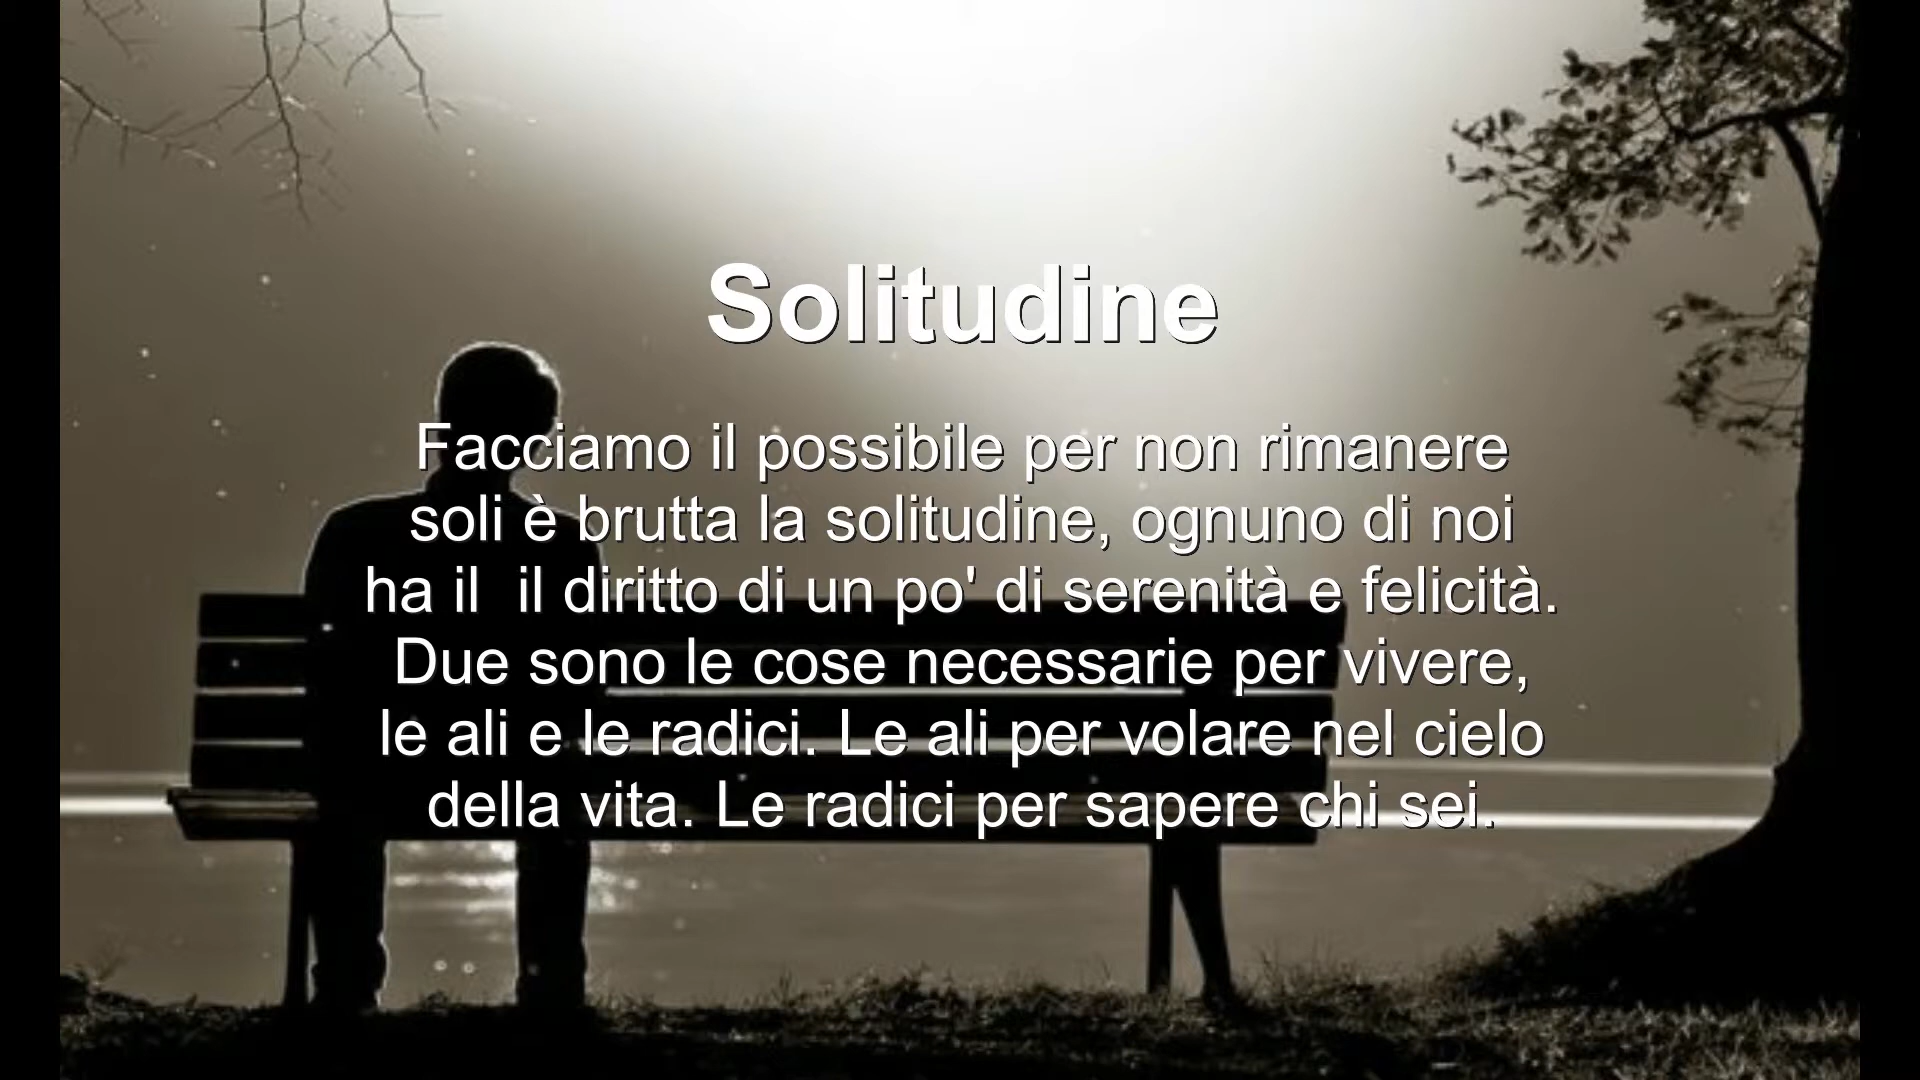 Solitudine
Facciamo il possibile per non rimanere
soli è brutta la solitudine, ognuno di noi
ha il  il diritto di un po' di serenità e felicità.
Due sono le cose necessarie per vivere,
le ali e le radici. Le ali per volare nel cielo
della vita. Le radici per sapere chi sei.